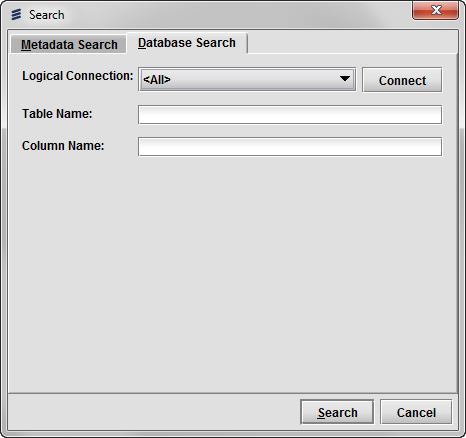 Search
Metadata Search Database Search
Logical Connection: <All> Connect
Table Name:
Column Name:
Search Cancel